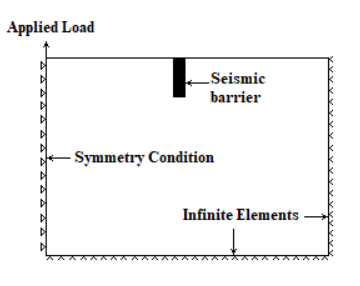 Applied Load
Seismic
barrier
Symmetry Condition
Infinite Elements